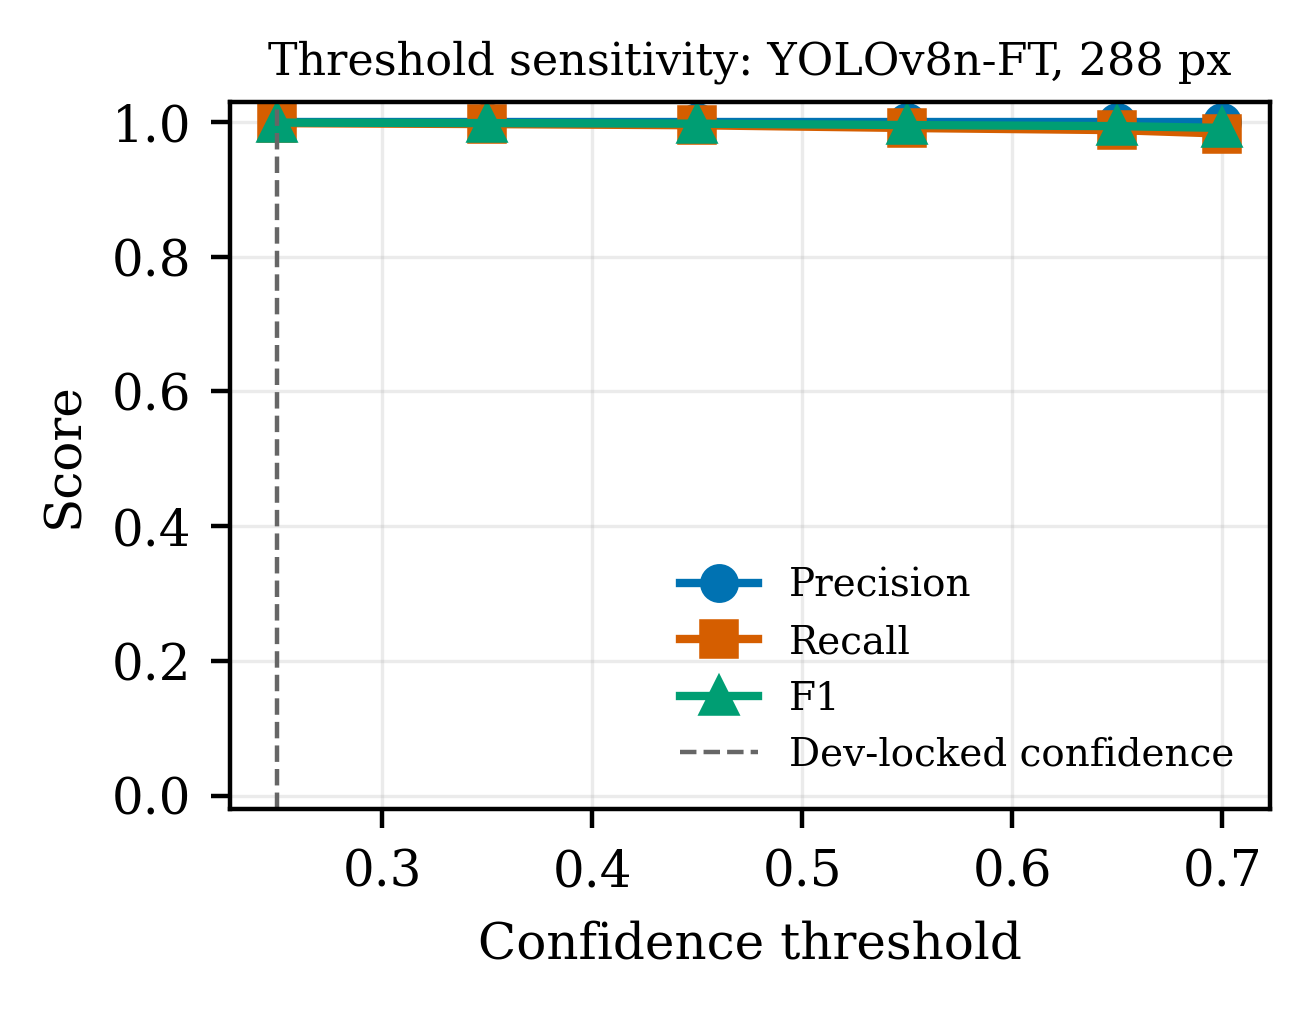 Threshold sensitivity: YOLOv8n-FT, 288 px
1.0
0.8
0.6
0.4
0.2
0.0
Score
Precision
Recall
F1
Dev-locked confidence
0.3 0.4 0.5 0.6 0.7
Confidence threshold